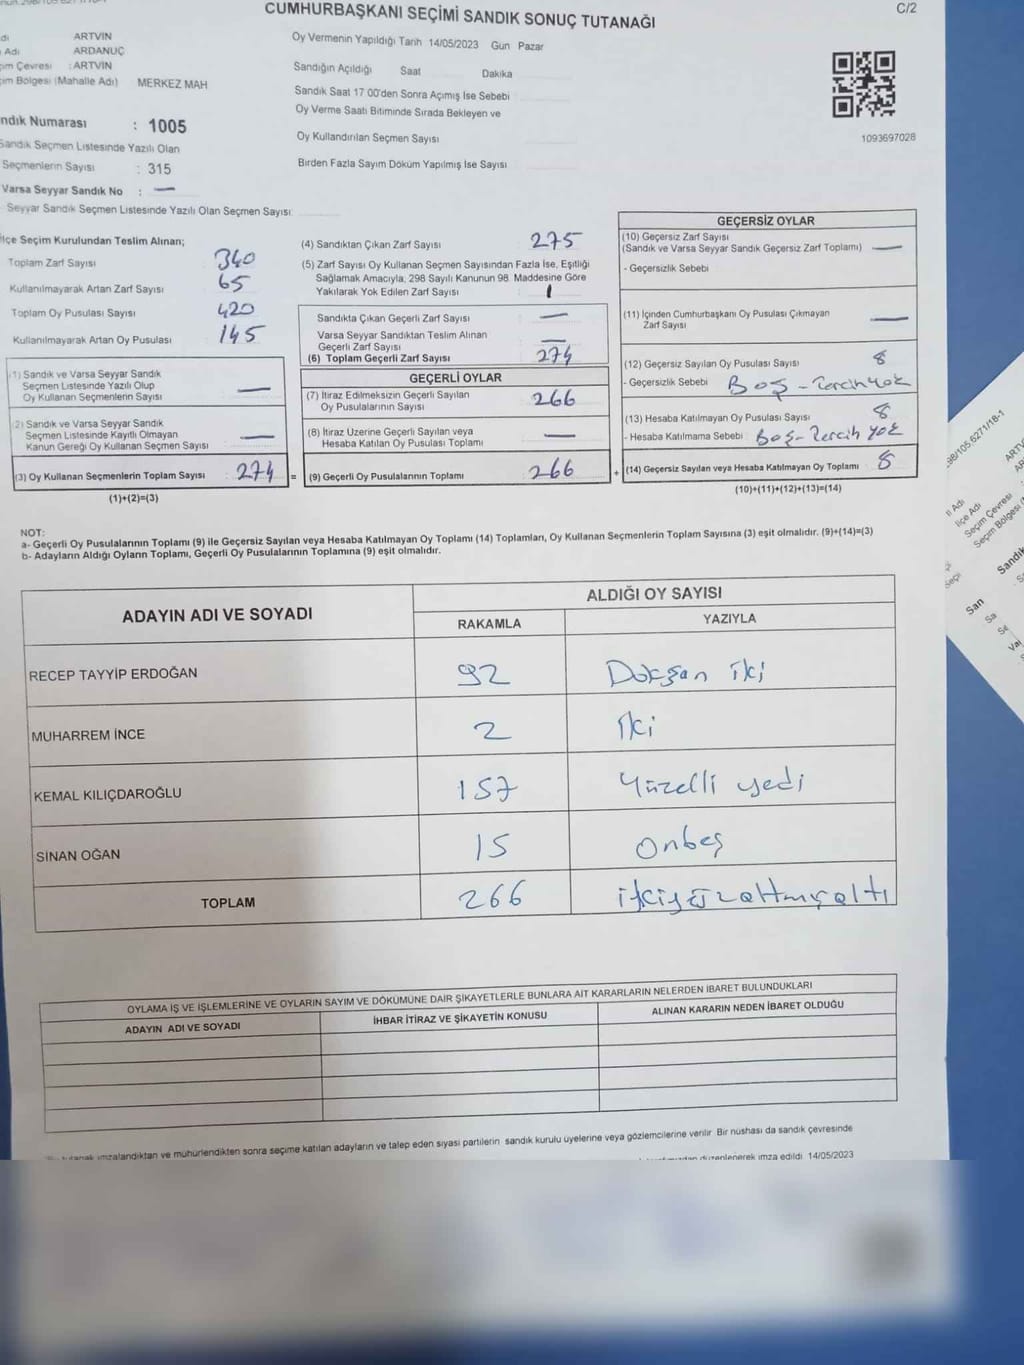 CUMHURBAŞKANI SEÇİMİ SANDIK SONUÇ TUTANAĞI
C/2
ARTVIN
Adı ARDANUÇ
Çevresi : ARTVIN
Bölgesi (Mahalle Adı) MERKEZ MAH
Numarası : 1005
Sandık Seçmen Listesinde Yazılı Olan
Seçmenlerin Sayısı : 315
Varsa Seyyar Sandık No : —
Seyyar Sandık Seçmen Listesinde Yazılı Olan Seçmen Sayısı:
Oy Vermenin Yapıldığı Tarih 14/05/2023 Gün Pazar
Sandığın Açıldığı Saat Dakika
Sandık Saat 17 00'den Sonra Açımış İse Sebebi
Oy Verme Saati Bitiminde Sırada Bekleyen ve
Oy Kullandırılan Seçmen Sayısı
Birden Fazla Sayım Döküm Yapılmış İse Sayısı
1093697028
İlçe Seçim Kurulundan Teslim Alınan;
Toplam Zarf Sayısı 340
Kullanılmayarak Artan Zarf Sayısı 65
Toplam Oy Pusulası Sayısı 420
Kullanılmayarak Artan Oy Pusulası 145
(1) Sandık ve Varsa Seyyar Sandık
Seçmen Listesinde Yazılı Olup
Oy Kullanan Seçmenlerin Sayısı —
(2) Sandık ve Varsa Seyyar Sandık
Seçmen Listesinde Kayıtlı Olmayan
Kanun Gereği Oy Kullanan Seçmen Sayısı —
(3) Oy Kullanan Seçmenlerin Toplam Sayısı : 274 =
(1)+(2)=(3)
(4) Sandıktan Çıkan Zarf Sayısı 275
(5) Zarf Sayısı Oy Kullanan Seçmen Sayısından Fazla İse, Eşitliği
Sağlamak Amacıyla, 298 Sayılı Kanunun 98. Maddesine Göre
Yakılarak Yok Edilen Zarf Sayısı 1
Sandıkta Çıkan Geçerli Zarf Sayısı —
Varsa Seyyar Sandıktan Teslim Alınan
Geçerli Zarf Sayısı —
(6) Toplam Geçerli Zarf Sayısı 274
GEÇERLİ OYLAR
(7) İtiraz Edilmeksizin Geçerli Sayılan
Oy Pusulalarının Sayısı 266
(8) İtiraz Üzerine Geçerli Sayılan veya
Hesaba Katılan Oy Pusulası Toplamı —
(9) Geçerli Oy Pusulalarının Toplamı 266 +
GEÇERSİZ OYLAR
(10) Geçersiz Zarf Sayısı
(Sandık ve Varsa Seyyar Sandık Geçersiz Zarf Toplamı) —
- Geçersizlik Sebebi
(11) İçinden Cumhurbaşkanı Oy Pusulası Çıkmayan
Zarf Sayısı —
(12) Geçersiz Sayılan Oy Pusulası Sayısı 8
- Geçersizlik Sebebi Boş - Tercih Yok
(13) Hesaba Katılmayan Oy Pusulası Sayısı 8
- Hesaba Katılmama Sebebi : Boş - Tercih Yok
(14) Geçersiz Sayılan veya Hesaba Katılmayan Oy Toplamı 8
(10)+(11)+(12)+(13)=(14)
NOT:
a- Geçerli Oy Pusulalarının Toplamı (9) ile Geçersiz Sayılan veya Hesaba Katılmayan Oy Toplamı (14) Toplamları, Oy Kullanan Seçmenlerin Toplam Sayısına (3) eşit olmalıdır. (9)+(14)=(3)
b- Adayların Aldığı Oyların Toplamı, Geçerli Oy Pusulalarının Toplamına (9) eşit olmalıdır.
ADAYIN ADI VE SOYADI ALDIĞI OY SAYISI
RAKAMLA YAZIYLA
RECEP TAYYİP ERDOĞAN 92 Doksan iki
MUHARREM İNCE 2 İki
KEMAL KILIÇDAROĞLU 157 Yüzelli yedi
SİNAN OĞAN 15 Onbeş
TOPLAM 266 ikiyüzaltmışaltı
OYLAMA İŞ VE İŞLEMLERİNE VE OYLARIN SAYIM VE DÖKÜMÜNE DAİR ŞİKAYETLERLE BUNLARA AİT KARARLARIN NELERDEN İBARET BULUNDUKLARI
ADAYIN ADI VE SOYADI İHBAR İTİRAZ VE ŞİKAYETİN KONUSU ALINAN KARARIN NEDEN İBARET OLDUĞU
imzalandıktan ve mühürlendikten sonra seçime katılan adayların ve talep eden siyasi partilerin sandık kurulu üyelerine veya gözlemcilerine verilir Bir nüshası da sandık çevresinde
düzenlenerek imza edildi 14/05/2023
98/105.6271/18-1
İl Adı
İlçe Adı
Seçim Çevresi
Seçim Bölgesi